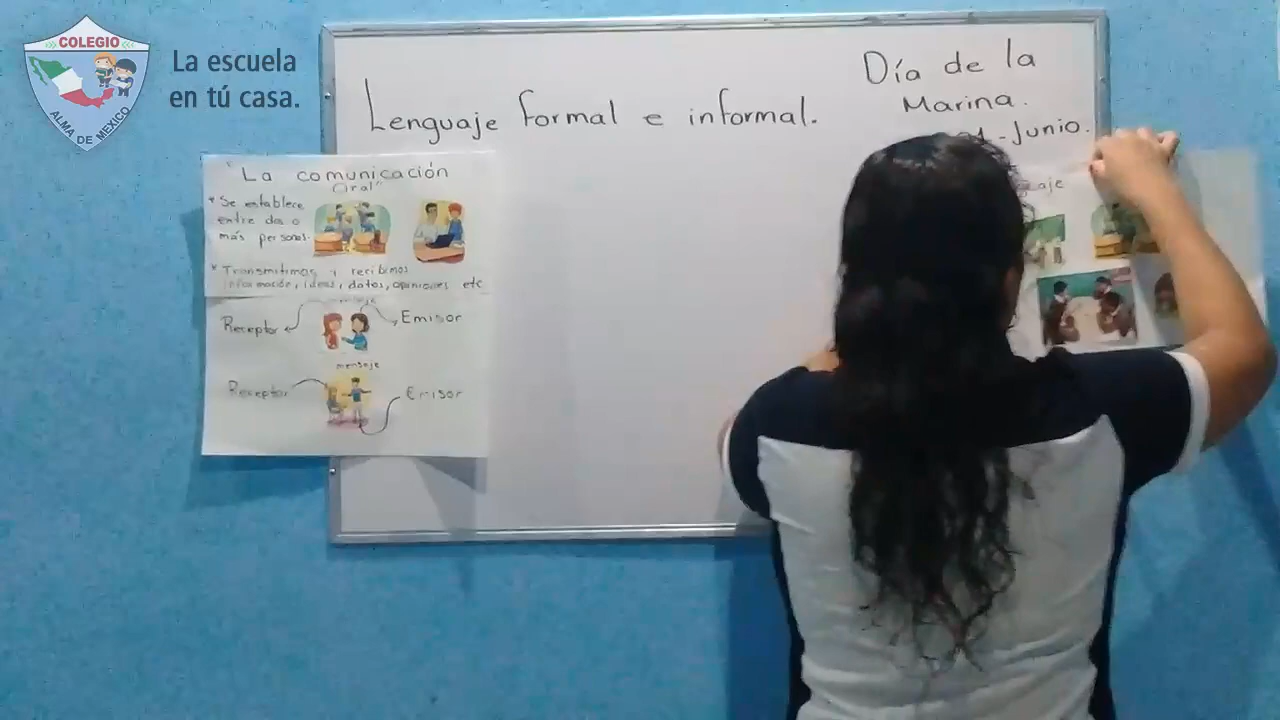 COLEGIO
ALMA DE MEXICO
La escuela
en tú casa.
Lenguaje formal e informal.
Día de la
Marina.
-Junio.
"La comunicación
Oral"
* Se establece
entre dos o
más personas.
* Transmitimos y recibimos
información, ideas, datos, opiniones etc
mensaje
Receptor
Emisor
mensaje
Receptor
Emisor